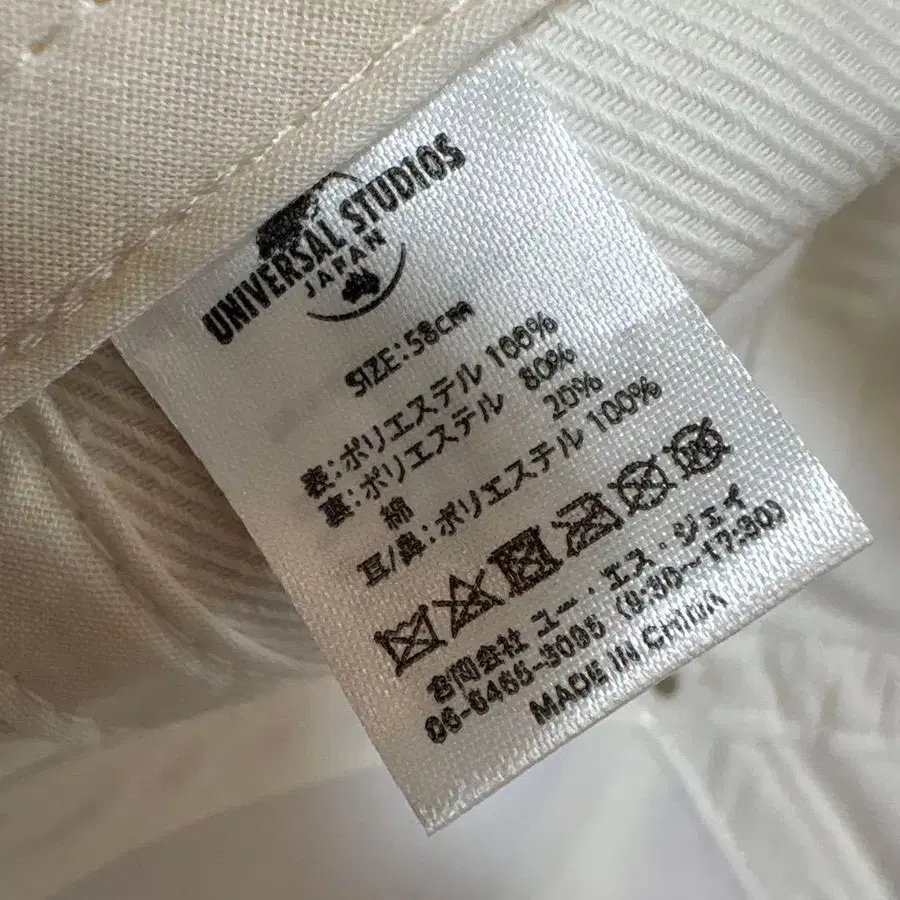 UNIVERSAL STUDIOS
JAPAN
SIZE:58cm
表:ポリエステル 100%
裏:ポリエステル 80%
綿 20%
耳/鼻:ポリエステル 100%
合同会社 ユー・エス・ジェイ
06-6465-3005 (9:30〜17:30)
MADE IN CHINA